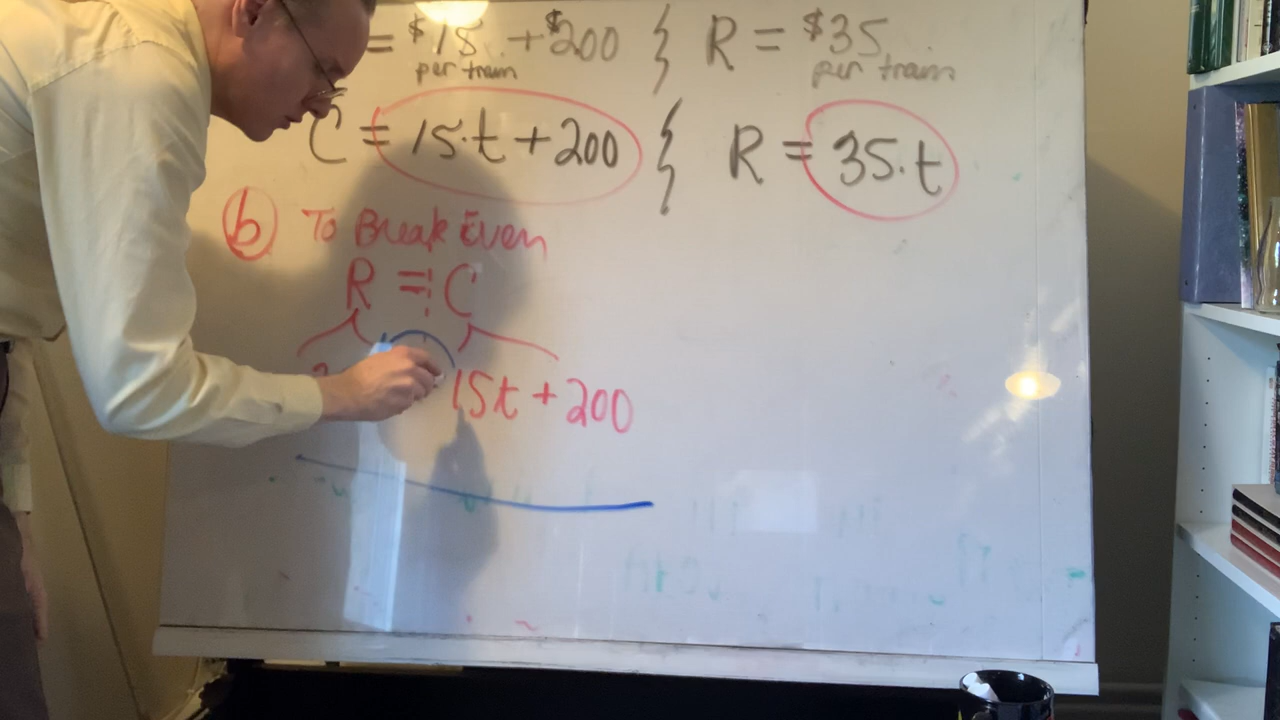 = $15 + $200 } R = $35
per train per train
C = 15·t + 200 } R = 35·t
(b) To Break Even
R = C
15t + 200